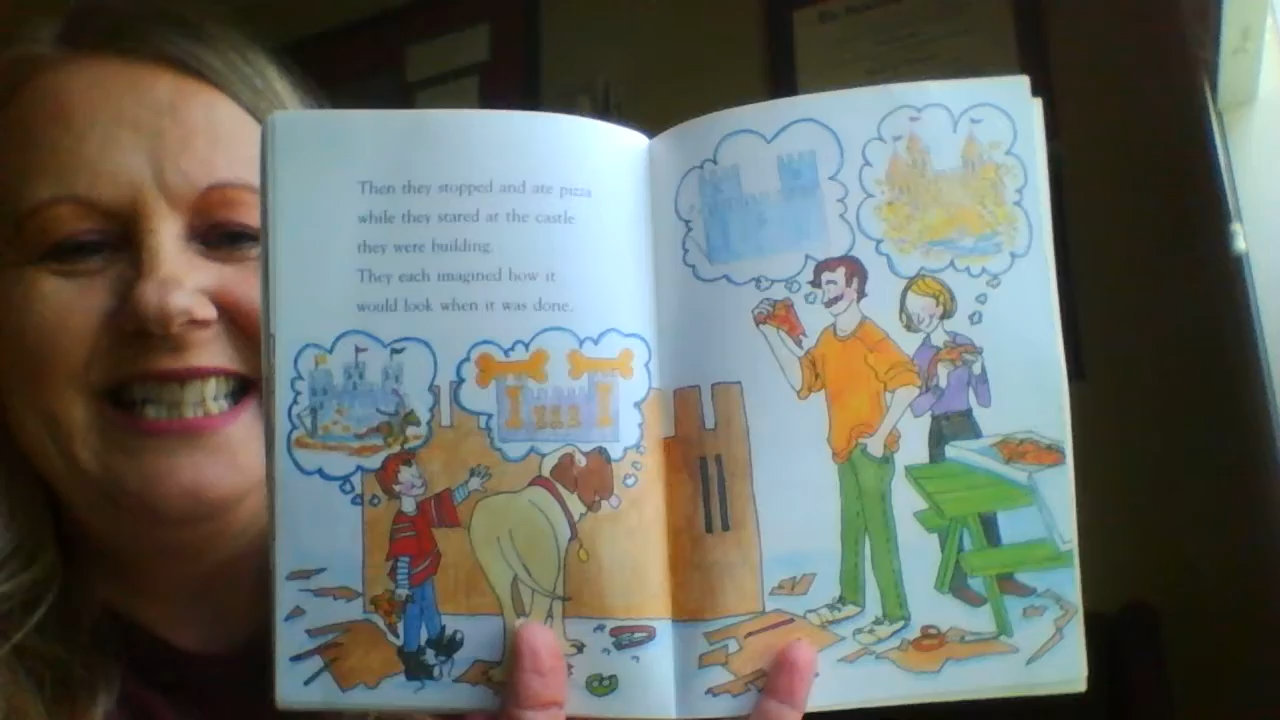 Then they stopped and ate pizza
while they stared at the castle
they were building.
They each imagined how it
would look when it was done.